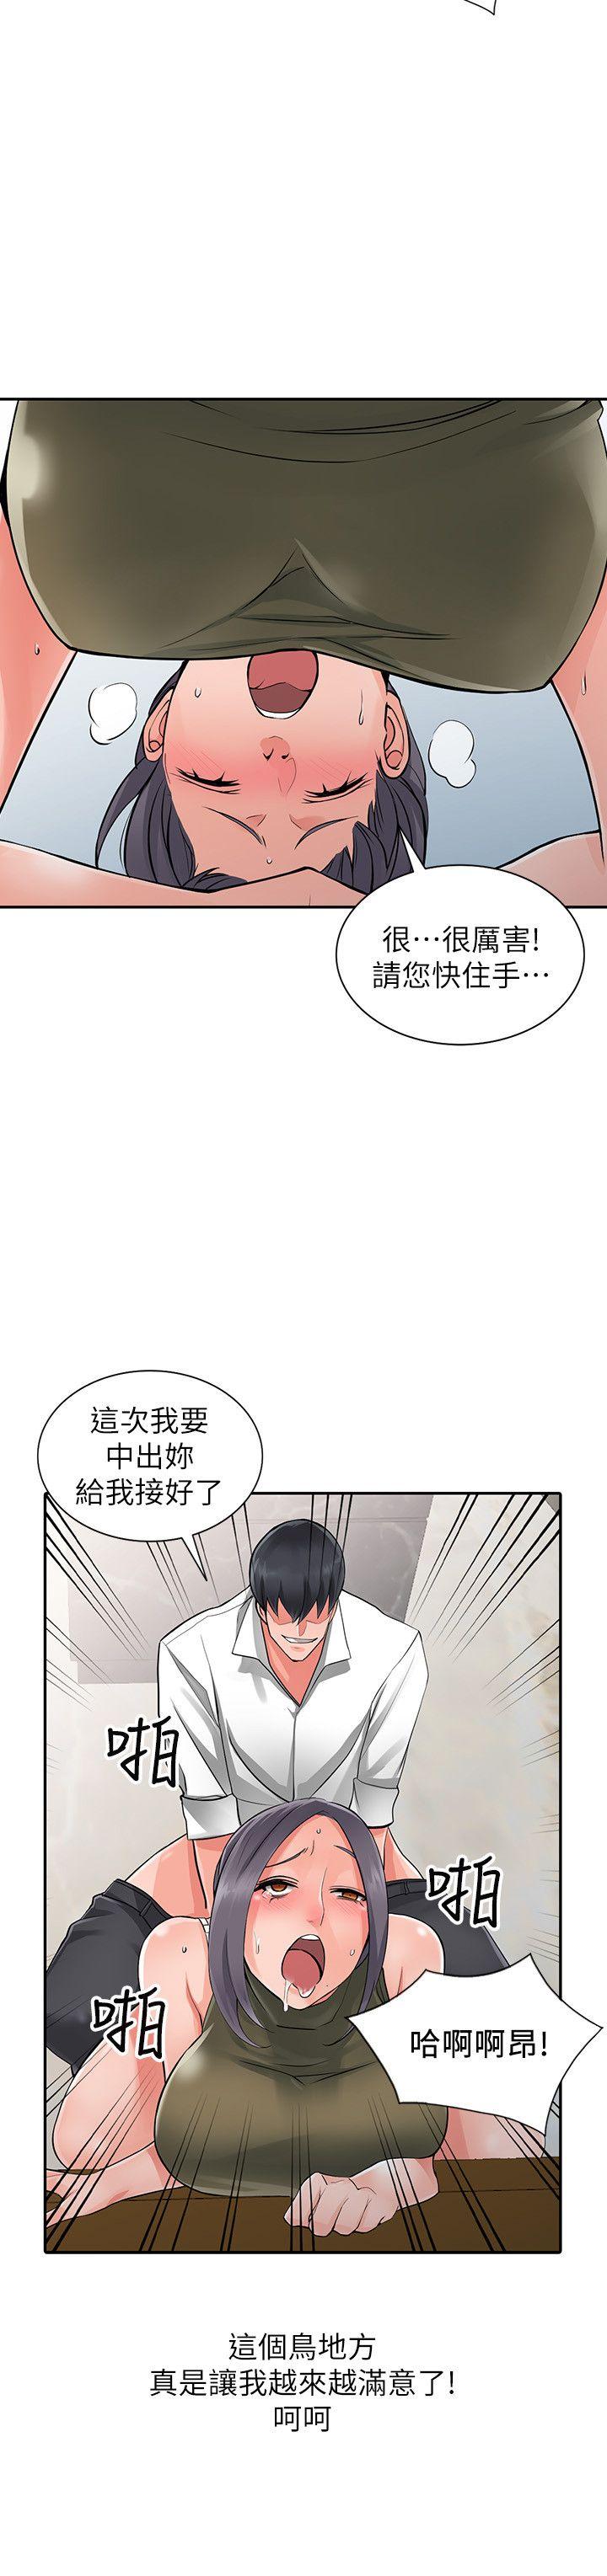 很⋯很厲害!
請您快住手⋯
這次我要
中出妳
給我接好了
啪
啪
啪
哈啊啊昂!
這個鳥地方
真是讓我越來越滿意了!
呵呵